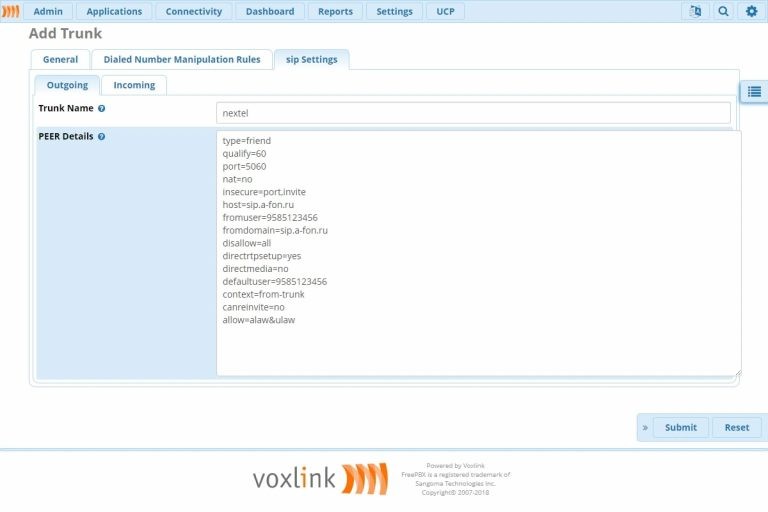 Admin Applications Connectivity Dashboard Reports Settings UCP
Add Trunk
General Dialed Number Manipulation Rules sip Settings
Outgoing Incoming
Trunk Name
nextel
PEER Details
type=friend
qualify=60
port=5060
nat=no
insecure=port,invite
host=sip.a-fon.ru
fromuser=9585123456
fromdomain=sip.a-fon.ru
disallow=all
directrtpsetup=yes
directmedia=no
defaultuser=9585123456
context=from-trunk
canreinvite=no
allow=alaw&ulaw
» Submit Reset
voxlink
Powered by Voxlink
FreePBX is a registered trademark of
Sangoma Technologies Inc.
Copyright© 2007-2018